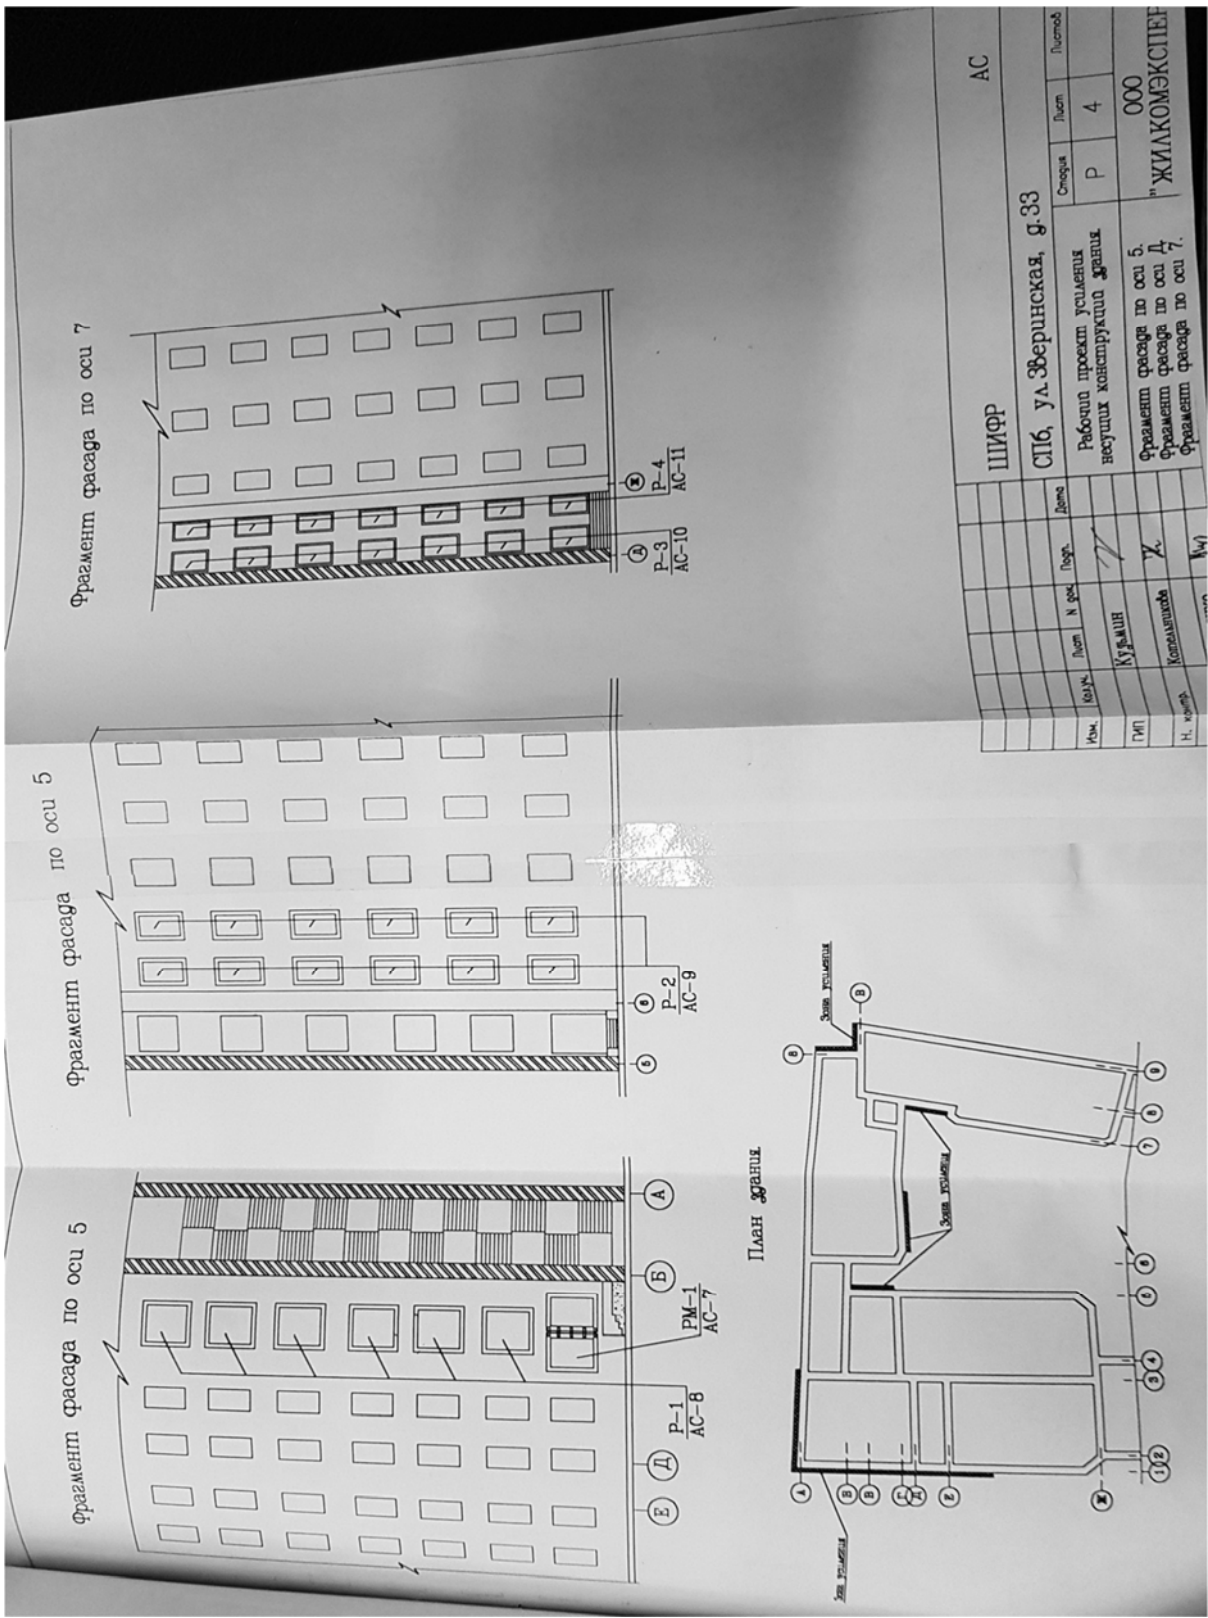 Фрагмент фасада по оси 5
Е
Д
Б
А
Р-1
АС-8
РМ-1
АС-7
Фрагмент фасада по оси 5
5
6
Р-2
АС-9
Фрагмент фасада по оси 7
Д
Ж
Р-3
АС-10
Р-4
АС-11
План здания
Зона усиления
Зона усиления
Зона усиления
А
Б
В
Г
Д
Е
Ж
1
2
3
4
5
6
7
8
9
8
В
ШИФР
АС
СПб, ул.Зверинская, д.33
Изм.
Кол.уч.
Лист
N док.
Подп.
Дата
Рабочий проект усиления
несущих конструкций здания.
Стадия
Лист
Листов
Р
4
ГИП
Кузьмин
Котельникова
Н. контр.
Фрагмент фасада по оси 5.
Фрагмент фасада по оси Д.
Фрагмент фасада по оси 7.
ООО
"ЖИЛКОМЭКСПЕР